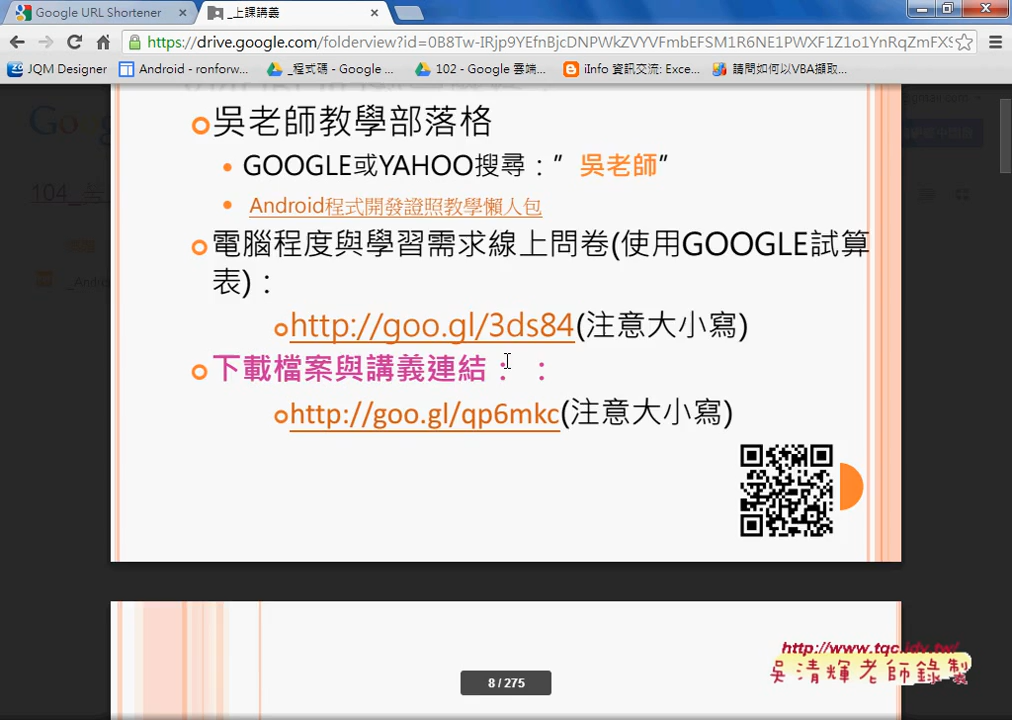 Google URL Shortener
_上課講義
https://drive.google.com/folderview?id=0B8Tw-IRjp9YEfnBjcDNPWkZVYVFmbEFSM1R6NE1PWXF1Z1o1YnRqZmFXS
JQM Designer
Android - ronforw...
_程式碼 - Google ...
102 - Google 雲端...
iInfo 資訊交流: Exce...
請問如何以VBA擷取...
吳老師教學部落格
GOOGLE或YAHOO搜尋：”吳老師”
Android程式開發證照教學懶人包
電腦程度與學習需求線上問卷(使用GOOGLE試算
表)：
http://goo.gl/3ds84(注意大小寫)
下載檔案與講義連結： ：
http://goo.gl/qp6mkc(注意大小寫)
8 / 275
http://www.tqc.idv.tw/
吳清輝老師錄製